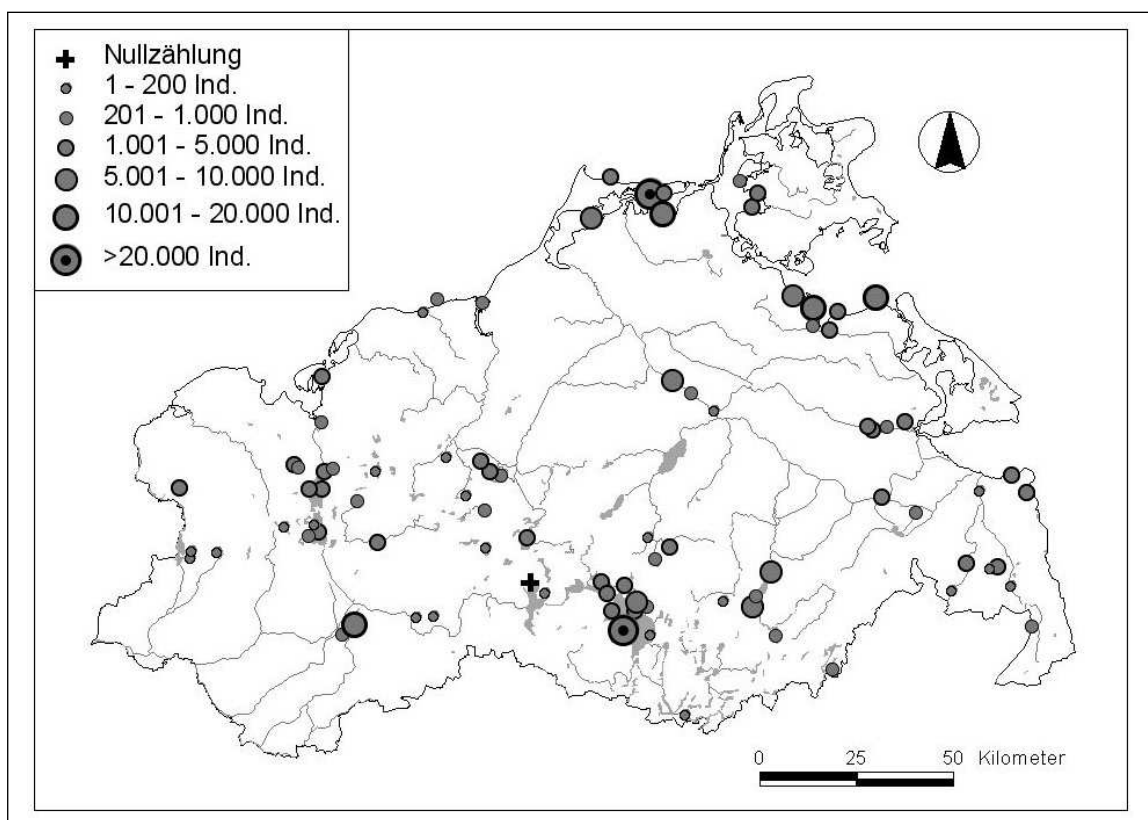 Nullzählung
1 - 200 Ind.
201 - 1.000 Ind.
1.001 - 5.000 Ind.
5.001 - 10.000 Ind.
10.001 - 20.000 Ind.
>20.000 Ind.
0 25 50 Kilometer